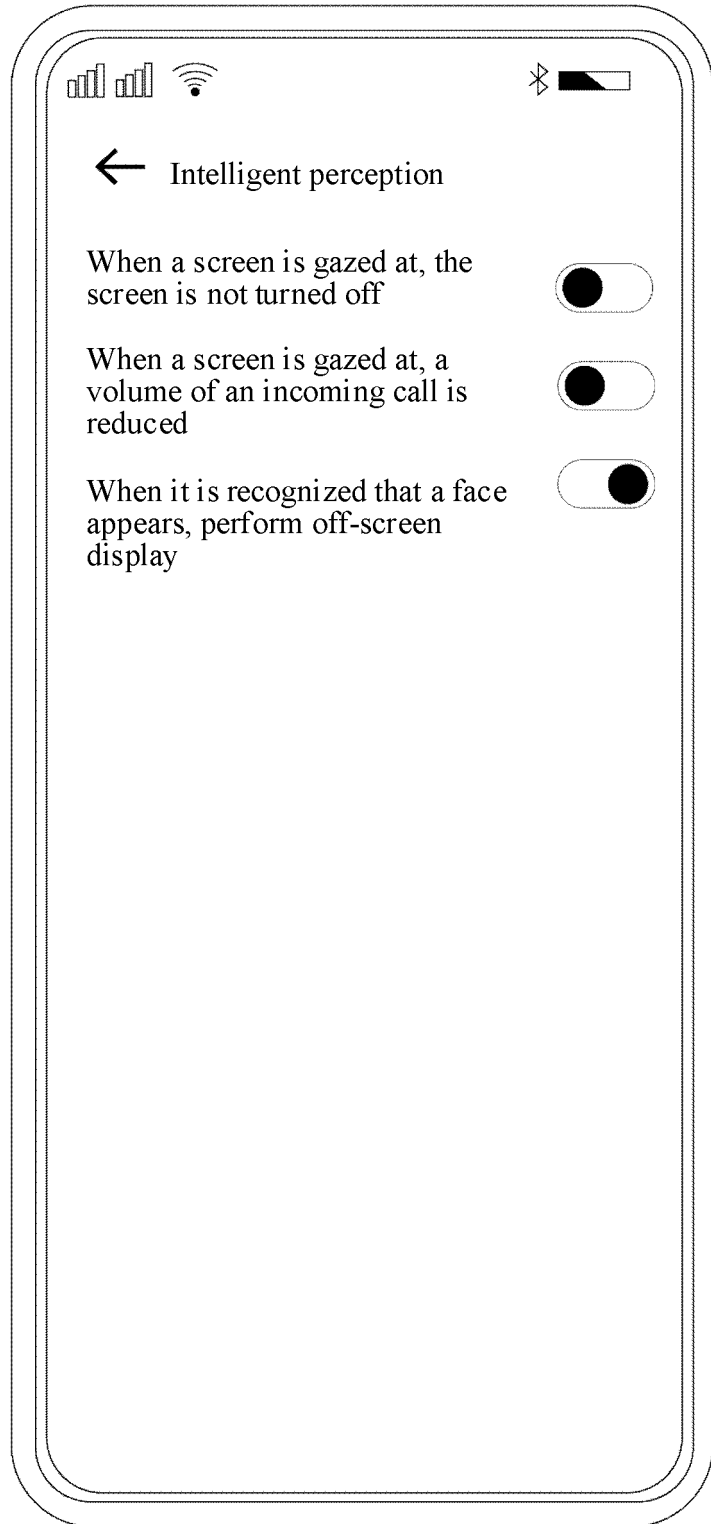 Intelligent perception
When a screen is gazed at, the
screen is not turned off
When a screen is gazed at, a
volume of an incoming call is
reduced
When it is recognized that a face
appears, perform off-screen
display